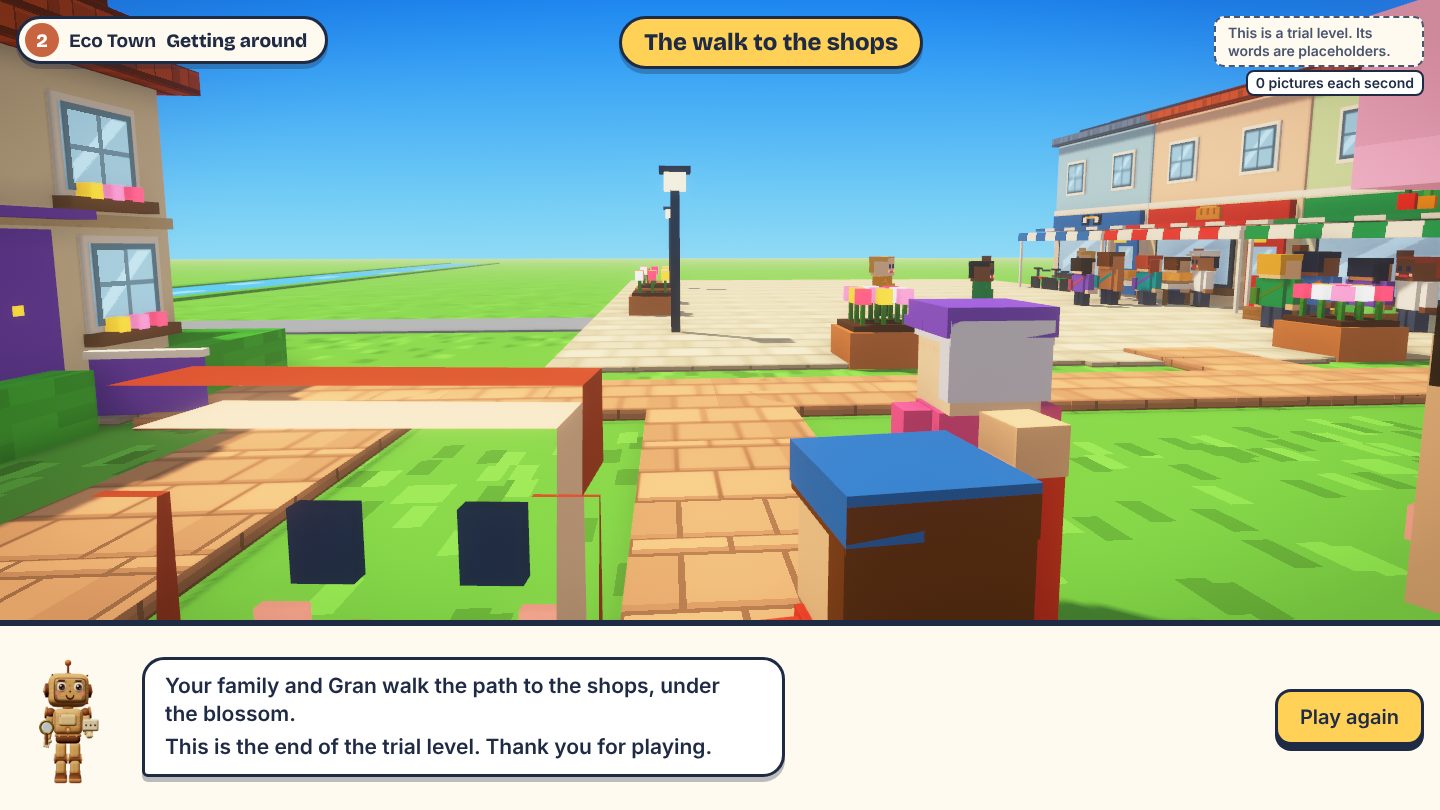 2 Eco Town Getting around
The walk to the shops
This is a trial level. Its
words are placeholders.
0 pictures each second
Your family and Gran walk the path to the shops, under
the blossom.
This is the end of the trial level. Thank you for playing.
Play again